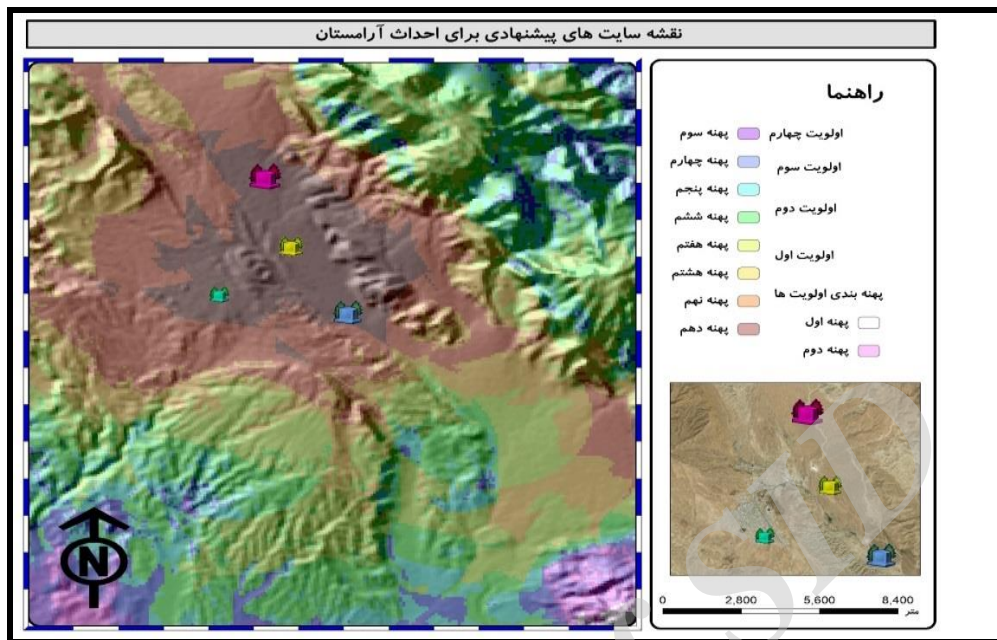 نقشه سایت های پیشنهادی برای احداث آرامستان
راهنما
اولویت چهارم
اولویت سوم
اولویت دوم
اولویت اول
پهنه بندی اولویت ها
پهنه اول
پهنه دوم
پهنه سوم
پهنه چهارم
پهنه پنجم
پهنه ششم
پهنه هفتم
پهنه هشتم
پهنه نهم
پهنه دهم
N
0 2,800 5,600 8,400
متر